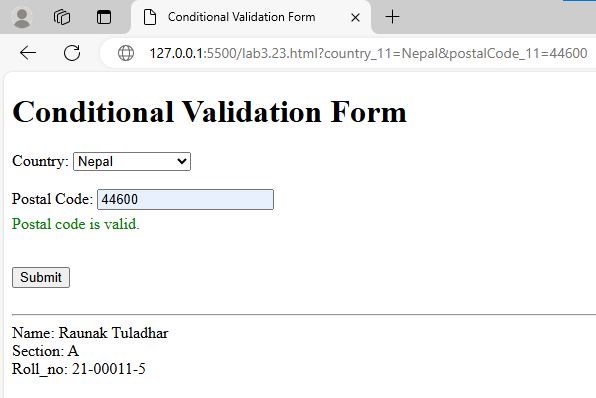 Conditional Validation Form
127.0.0.1:5500/lab3.23.html?country_11=Nepal&postalCode_11=44600
Conditional Validation Form
Country: Nepal
Postal Code: 44600
Postal code is valid.
Submit
Name: Raunak Tuladhar
Section: A
Roll_no: 21-00011-5